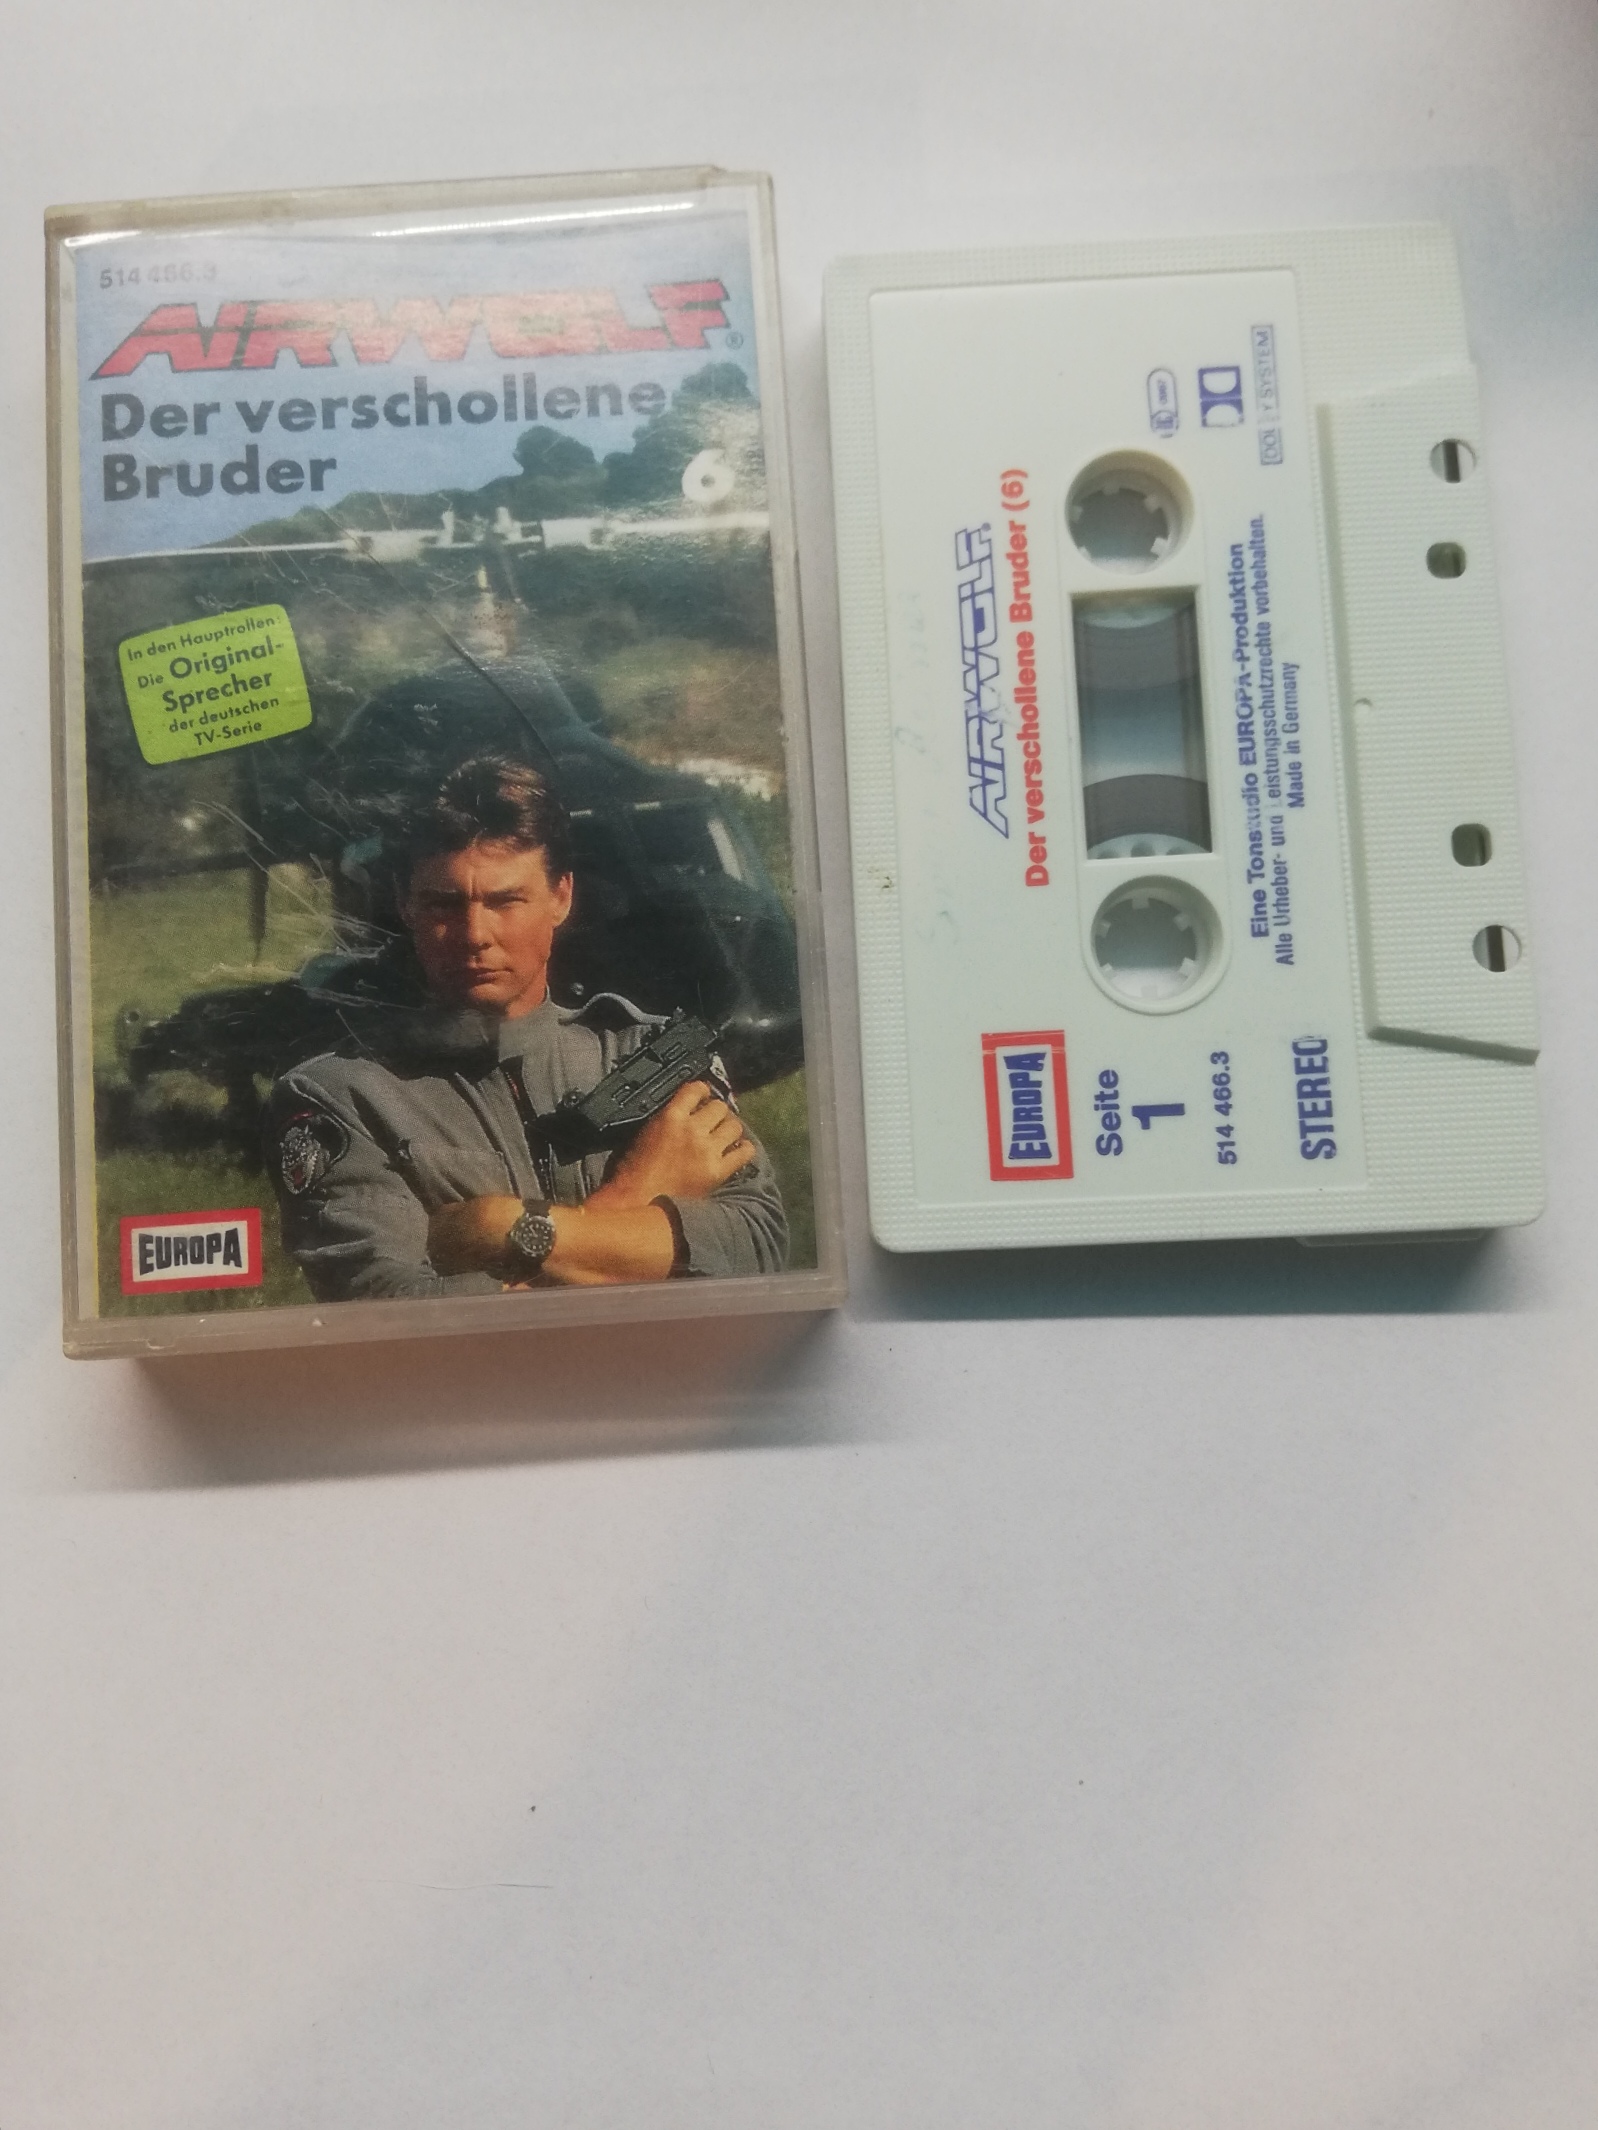 514 466.3
AIRWOLF®
Der verschollene
Bruder
6
In den Hauptrollen:
Die Original-
Sprecher
der deutschen
TV-Serie
EUROPA
AIRWOLF®
Der verschollene Bruder (6)
DOLBY SYSTEM
Eine Tonstudio EUROPA-Produktion
Alle Urheber- und Leistungsschutzrechte vorbehalten.
Made in Germany
EUROPA
Seite
1
514 466.3
STEREO